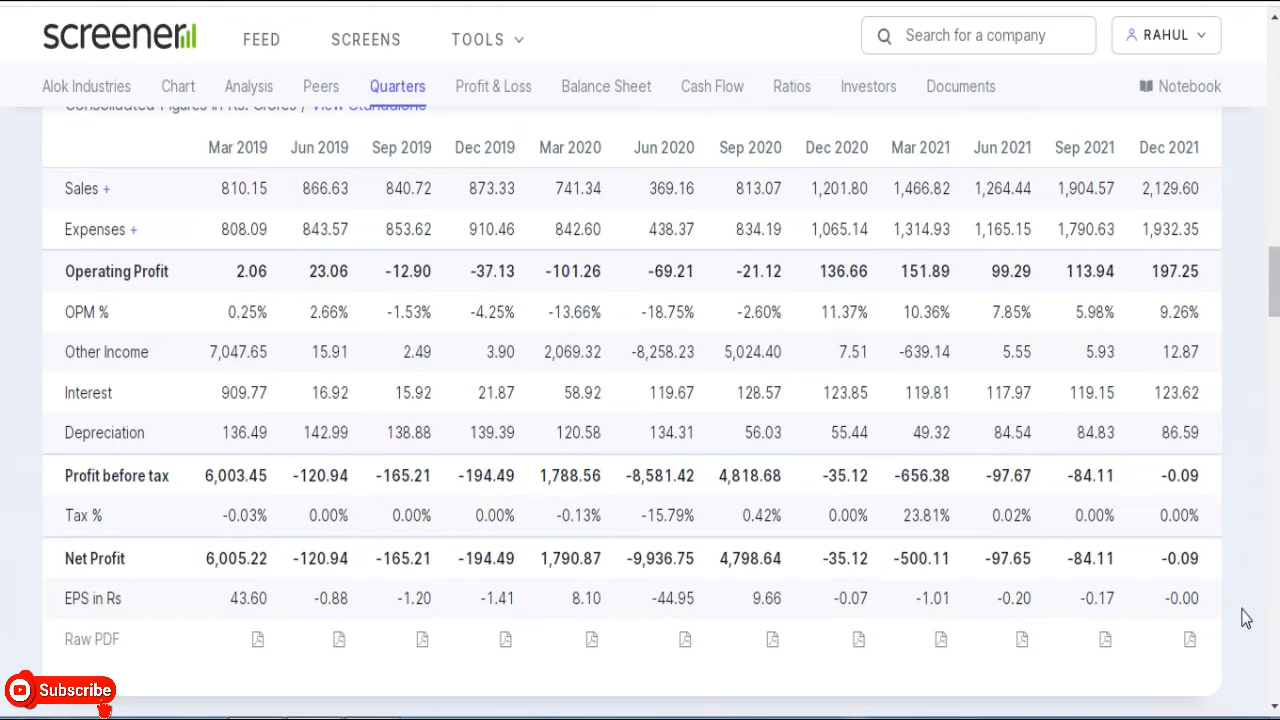 screener FEED SCREENS TOOLS Search for a company RAHUL
Alok Industries Chart Analysis Peers Quarters Profit & Loss Balance Sheet Cash Flow Ratios Investors Documents Notebook
Consolidated Figures in Rs. Crores / View Standalone
Mar 2019 Jun 2019 Sep 2019 Dec 2019 Mar 2020 Jun 2020 Sep 2020 Dec 2020 Mar 2021 Jun 2021 Sep 2021 Dec 2021
Sales + 810.15 866.63 840.72 873.33 741.34 369.16 813.07 1,201.80 1,466.82 1,264.44 1,904.57 2,129.60
Expenses + 808.09 843.57 853.62 910.46 842.60 438.37 834.19 1,065.14 1,314.93 1,165.15 1,790.63 1,932.35
Operating Profit 2.06 23.06 -12.90 -37.13 -101.26 -69.21 -21.12 136.66 151.89 99.29 113.94 197.25
OPM % 0.25% 2.66% -1.53% -4.25% -13.66% -18.75% -2.60% 11.37% 10.36% 7.85% 5.98% 9.26%
Other Income 7,047.65 15.91 2.49 3.90 2,069.32 -8,258.23 5,024.40 7.51 -639.14 5.55 5.93 12.87
Interest 909.77 16.92 15.92 21.87 58.92 119.67 128.57 123.85 119.81 117.97 119.15 123.62
Depreciation 136.49 142.99 138.88 139.39 120.58 134.31 56.03 55.44 49.32 84.54 84.83 86.59
Profit before tax 6,003.45 -120.94 -165.21 -194.49 1,788.56 -8,581.42 4,818.68 -35.12 -656.38 -97.67 -84.11 -0.09
Tax % -0.03% 0.00% 0.00% 0.00% -0.13% -15.79% 0.42% 0.00% 23.81% 0.02% 0.00% 0.00%
Net Profit 6,005.22 -120.94 -165.21 -194.49 1,790.87 -9,936.75 4,798.64 -35.12 -500.11 -97.65 -84.11 -0.09
EPS in Rs 43.60 -0.88 -1.20 -1.41 8.10 -44.95 9.66 -0.07 -1.01 -0.20 -0.17 -0.00
Raw PDF
Subscribe